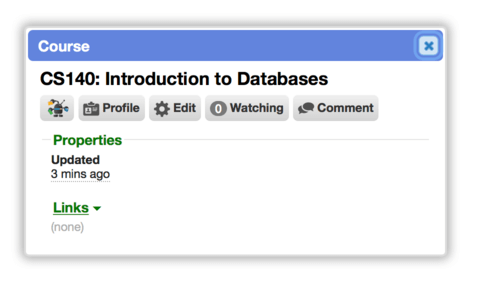 Course
CS140: Introduction to Databases
Profile Edit 0 Watching Comment
Properties
Updated
3 mins ago
Links
(none)